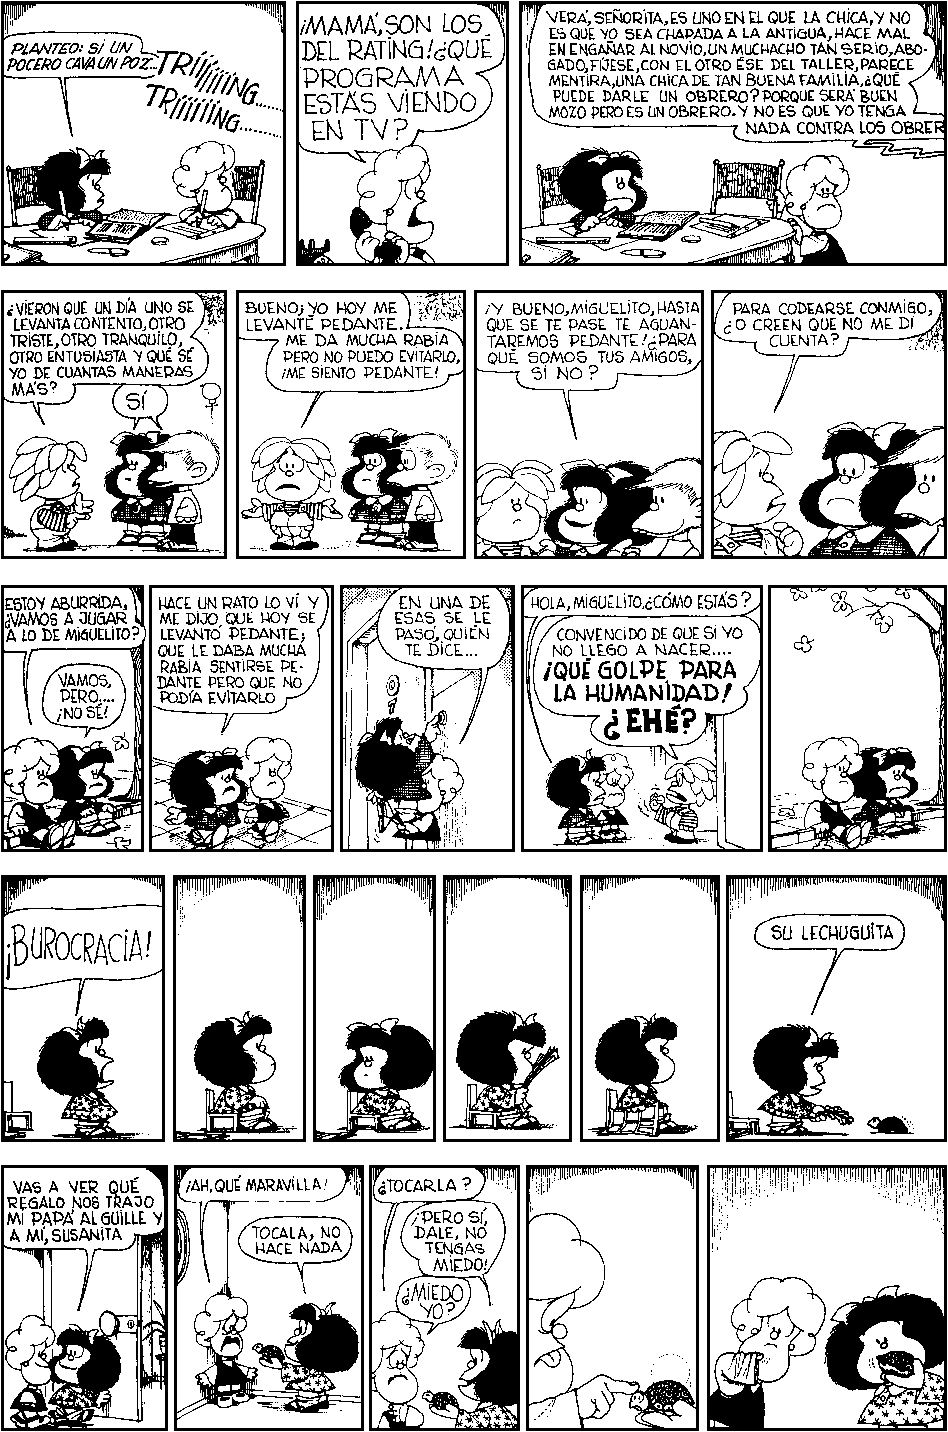 PLANTEO: SI UN
POCERO CAVA UN POZ..
TRIIIIIING....
TRIIIIIING.......
¡MAMÁ, SON LOS
DEL RATING! ¿QUÉ
PROGRAMA
ESTÁS VIENDO
EN TV?
VERÁ, SEÑORITA, ES UNO EN EL QUE LA CHICA, Y NO
ES QUE YO SEA CHAPADA A LA ANTIGUA, HACE MAL
EN ENGAÑAR AL NOVIO, UN MUCHACHO TAN SERIO, ABO-
GADO, FÍJESE, CON EL OTRO ÉSE DEL TALLER, PARECE
MENTIRA, UNA CHICA DE TAN BUENA FAMILIA, ¿QUÉ
PUEDE DARLE UN OBRERO? PORQUE SERÁ BUEN
MOZO PERO ES UN OBRERO. Y NO ES QUE YO TENGA
NADA CONTRA LOS OBRER
¿VIERON QUE UN DÍA UNO SE
LEVANTA CONTENTO, OTRO
TRISTE, OTRO TRANQUILO,
OTRO ENTUSIASTA Y QUÉ SÉ
YO DE CUANTAS MANERAS
MÁS?
SÍ
BUENO; YO HOY ME
LEVANTÉ PEDANTE..
ME DA MUCHA RABIA
PERO NO PUEDO EVITARLO,
¡ME SIENTO PEDANTE!
¡Y BUENO, MIGUELITO, HASTA
QUE SE TE PASE TE AGUAN-
TAREMOS PEDANTE! ¿PARA
QUÉ SOMOS TUS AMIGOS,
SI NO?
PARA CODEARSE CONMIGO,
¿O CREEN QUE NO ME DI
CUENTA?
ESTOY ABURRIDA,
¿VAMOS A JUGAR
A LO DE MIGUELITO?
VAMOS,
PERO....
¡NO SÉ!
HACE UN RATO LO VÍ Y
ME DIJO QUE HOY SE
LEVANTÓ PEDANTE;
QUE LE DABA MUCHA
RABIA SENTIRSE PE-
DANTE PERO QUE NO
PODÍA EVITARLO
EN UNA DE
ESAS SE LE
PASÓ, QUIÉN
TE DICE...
HOLA, MIGUELITO, ¿CÓMO ESTÁS?
CONVENCIDO DE QUE SI YO
NO LLEGO A NACER....
¡QUÉ GOLPE PARA
LA HUMANIDAD!
¿EHÉ?
¡BUROCRACIA!
SU LECHUGUITA
VAS A VER QUÉ
REGALO NOS TRAJO
MI PAPÁ AL GUILLE Y
A MÍ, SUSANITA
¡AH, QUÉ MARAVILLA!
TOCALA, NO
HACE NADA
¿TOCARLA?
¡PERO SÍ,
DALE, NO
TENGAS
MIEDO!
¿MIEDO
YO?